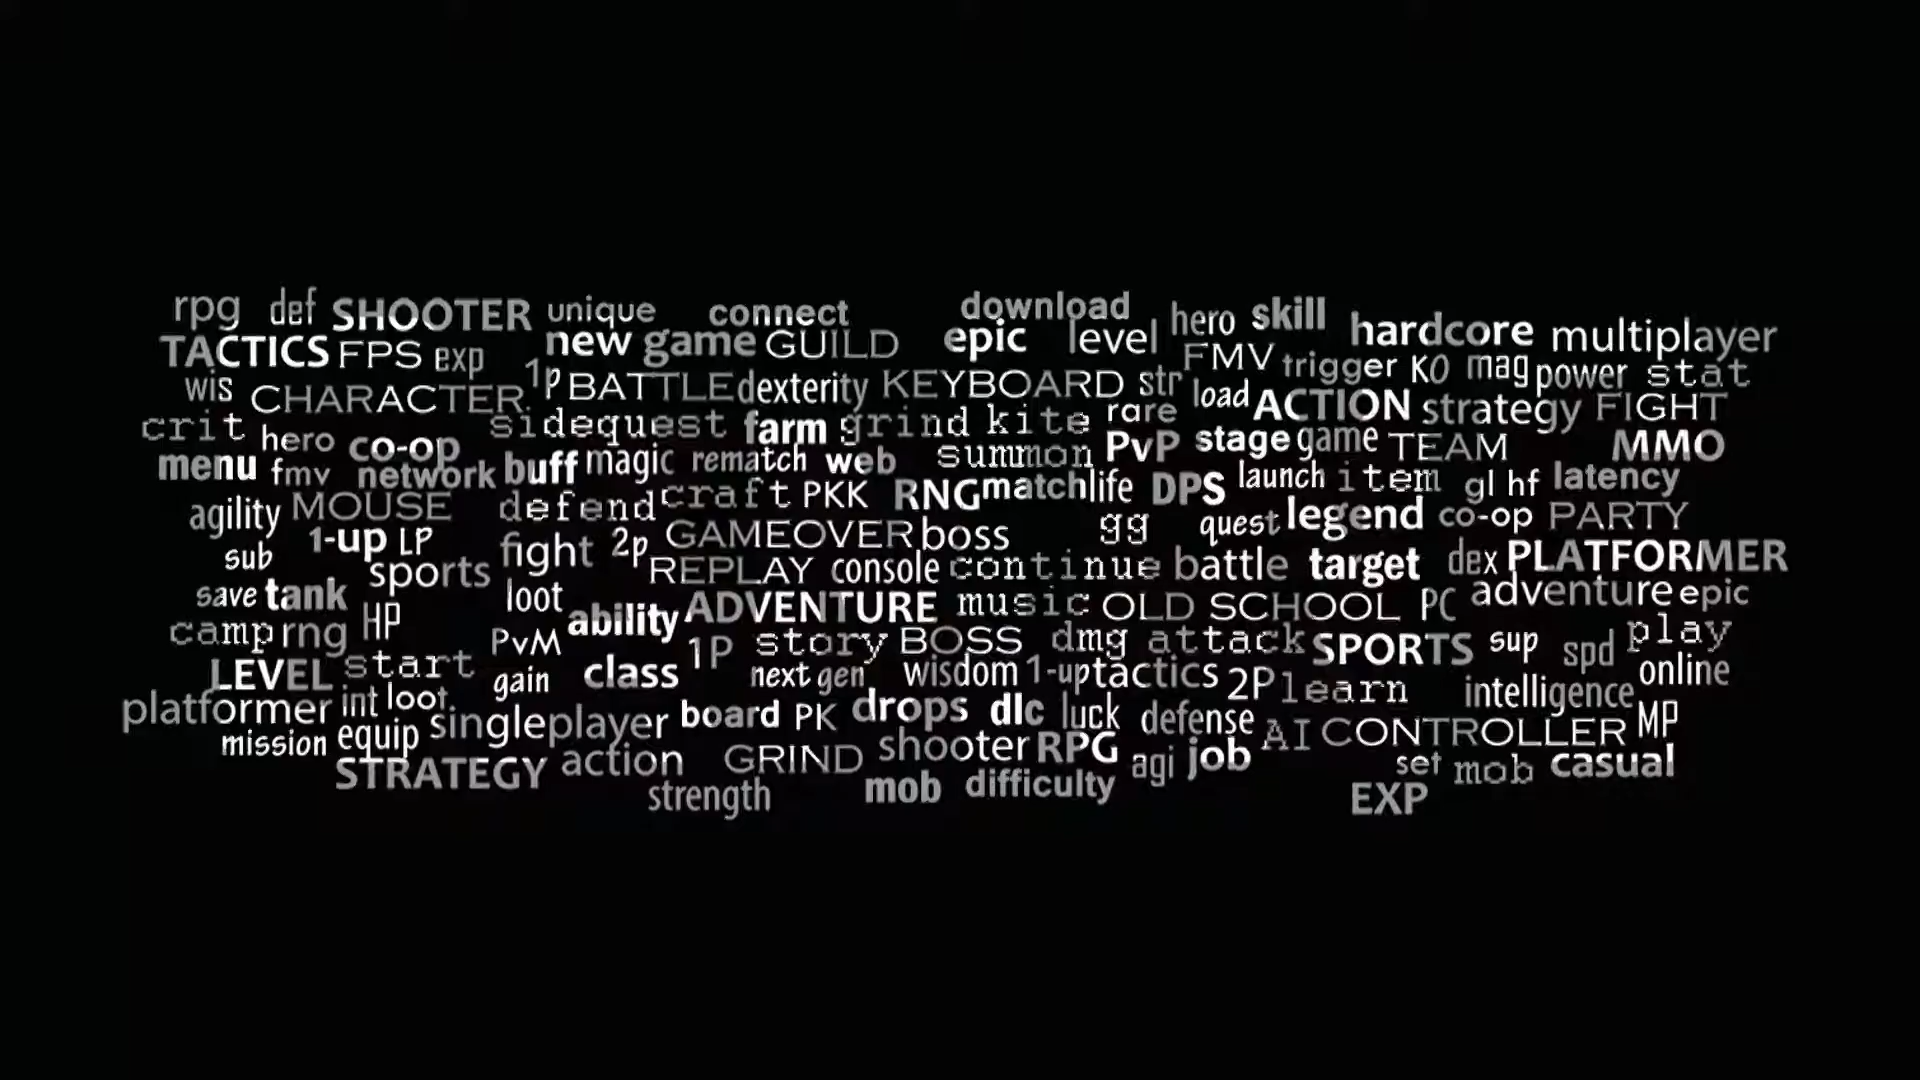 rpg def SHOOTER unique connect download hero skill hardcore multiplayer
TACTICS FPS exp new game GUILD epic level FMV trigger KO mag power stat
wis CHARACTER 1p BATTLE dexterity KEYBOARD str load ACTION strategy FIGHT
crit hero co-op sidequest farm grind kite rare PvP stage game TEAM MMO
menu fmv network buff magic rematch web summon match life DPS launch item gl hf latency
agility MOUSE defend craft PKK RNG gg quest legend co-op PARTY
sub 1-up LP fight 2p GAMEOVER boss
sports REPLAY console continue battle target dex PLATFORMER
save tank HP loot ability ADVENTURE music OLD SCHOOL PC adventure epic
camp rng PvM 1P story BOSS dmg attack SPORTS sup spd play
LEVEL start gain class next gen wisdom 1-up tactics 2P learn intelligence online
platformer int loot singleplayer board PK drops dlc luck defense AI CONTROLLER MP
mission equip action GRIND shooter RPG agi job set mob casual
STRATEGY strength mob difficulty EXP